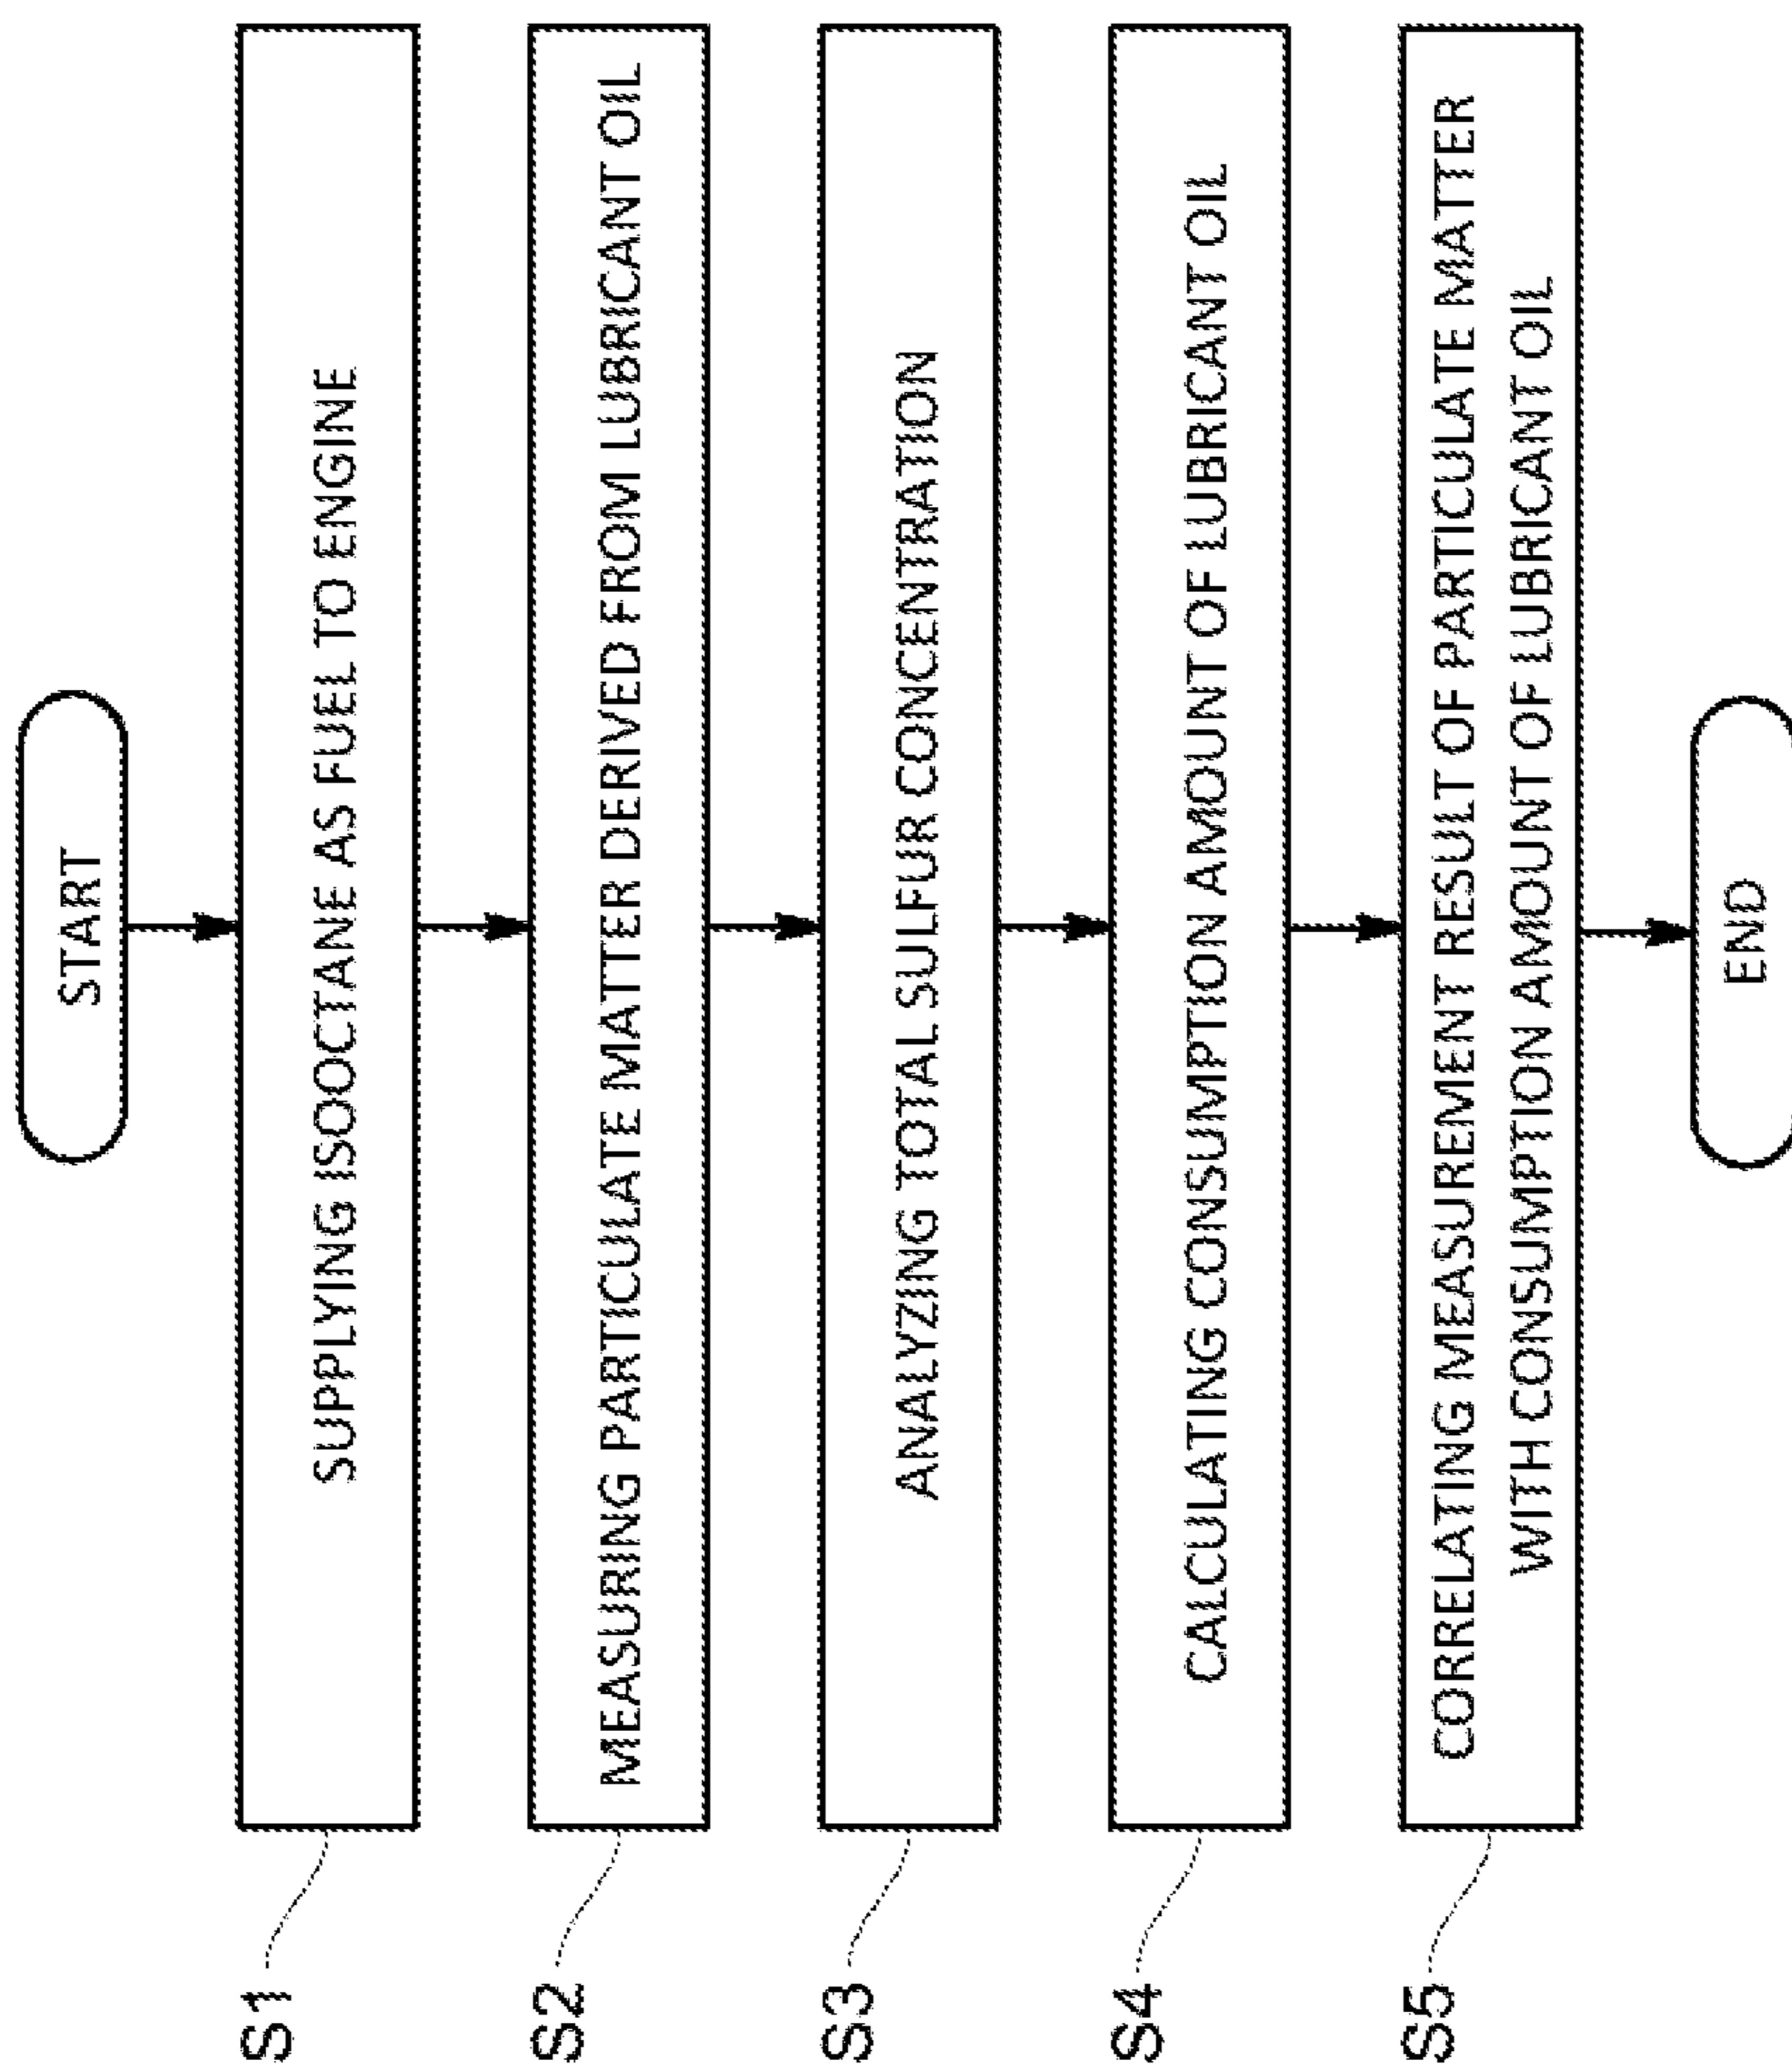 START
S1
SUPPLYING ISOOCTANE AS FUEL TO ENGINE
S2
MEASURING PARTICULATE MATTER DERIVED FROM LUBRICANT OIL
S3
ANALYZING TOTAL SULFUR CONCENTRATION
S4
CALCULATING CONSUMPTION AMOUNT OF LUBRICANT OIL
S5
CORRELATING MEASUREMENT RESULT OF PARTICULATE MATTER
WITH CONSUMPTION AMOUNT OF LUBRICANT OIL
END